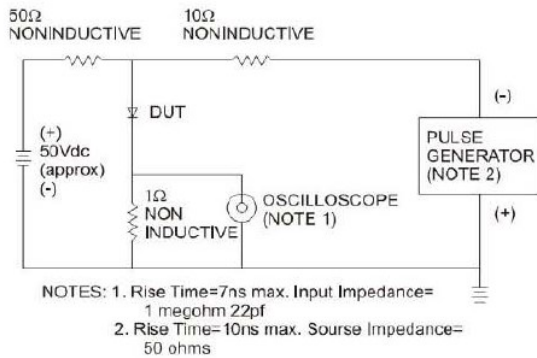 50Ω
NONINDUCTIVE
10Ω
NONINDUCTIVE
DUT
(+)
50Vdc
(approx)
(-)
1Ω
NON
INDUCTIVE
OSCILLOSCOPE
(NOTE 1)
(-)
PULSE
GENERATOR
(NOTE 2)
(+)
NOTES: 1. Rise Time=7ns max. Input Impedance=
1 megohm 22pf
2. Rise Time=10ns max. Sourse Impedance=
50 ohms